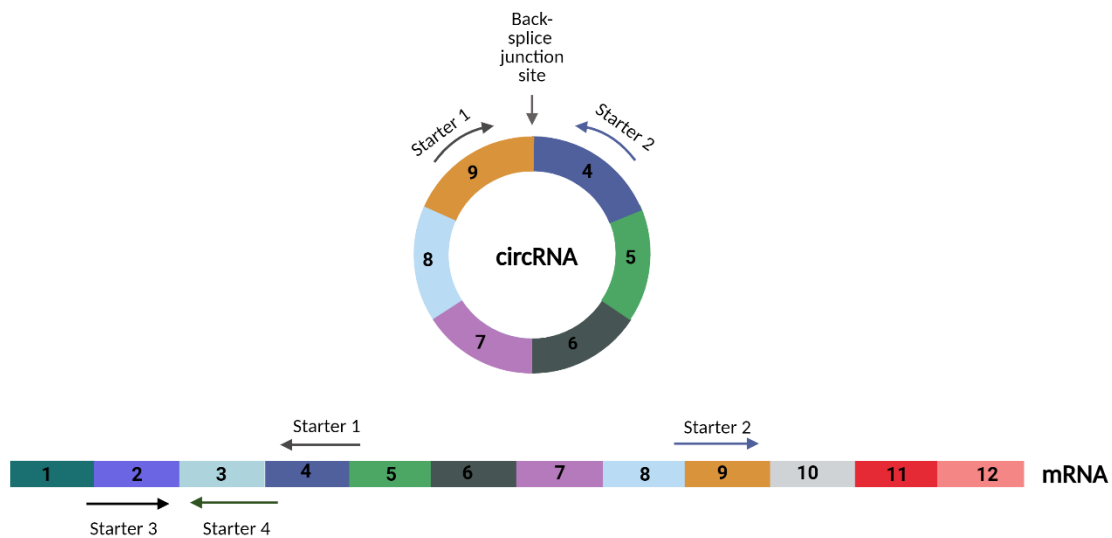 Back-
splice
junction
site
Starter 1
Starter 2
9
4
8
circRNA
5
7
6
Starter 1
Starter 2
1 2 3 4 5 6 7 8 9 10 11 12 mRNA
Starter 3
Starter 4